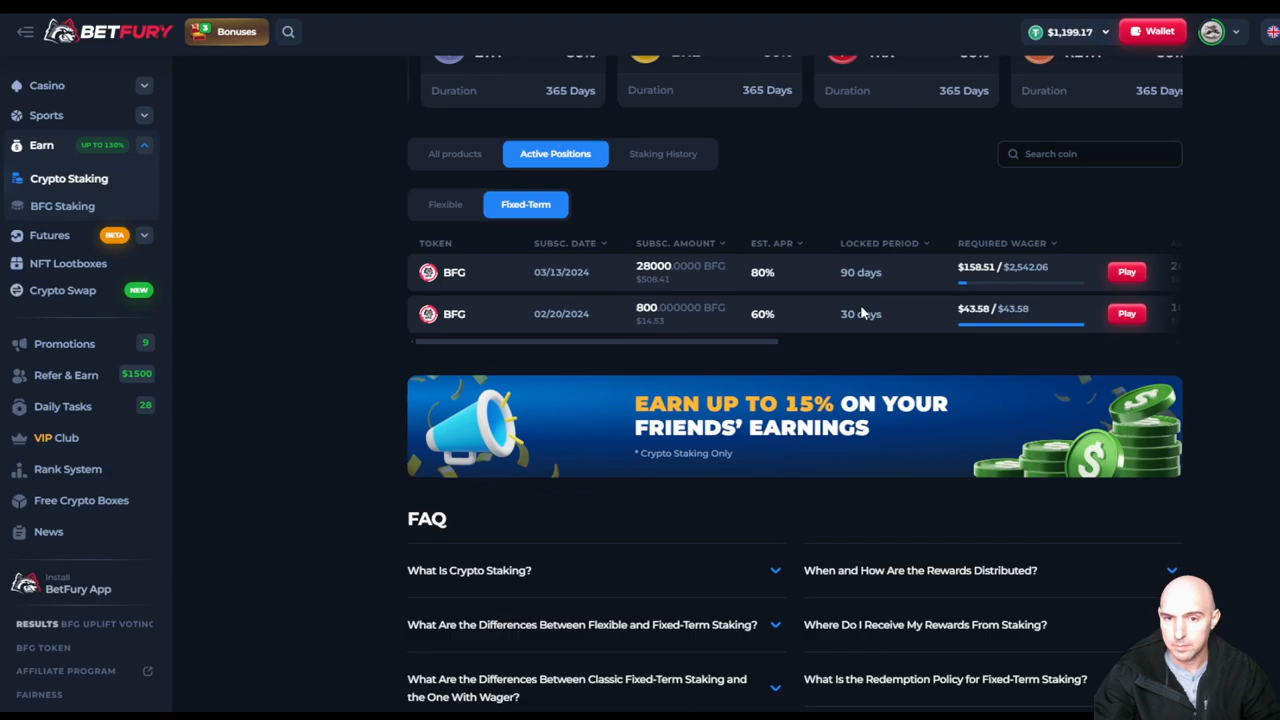 BETFURY
3
Bonuses
$1,199.17
Wallet
Casino
Sports
Earn
UP TO 130%
Crypto Staking
BFG Staking
Futures
BETA
NFT Lootboxes
Crypto Swap
NEW
Promotions
9
Refer & Earn
$1500
Daily Tasks
28
VIP Club
Rank System
Free Crypto Boxes
News
Install
BetFury App
RESULTS BFG UPLIFT VOTING
BFG TOKEN
AFFILIATE PROGRAM
FAIRNESS
Duration 365 Days
Duration 365 Days
Duration 365 Days
Duration 365 Days
All products
Active Positions
Staking History
Search coin
Flexible
Fixed-Term
TOKEN SUBSC. DATE SUBSC. AMOUNT EST. APR LOCKED PERIOD REQUIRED WAGER
BFG 03/13/2024 28000.0000 BFG 80% 90 days $158.51 / $2,542.06 Play
$508.41
BFG 02/20/2024 800.000000 BFG 60% 30 days $43.58 / $43.58 Play
$14.53
EARN UP TO 15% ON YOUR
FRIENDS' EARNINGS
* Crypto Staking Only
FAQ
What Is Crypto Staking?
When and How Are the Rewards Distributed?
What Are the Differences Between Flexible and Fixed-Term Staking?
Where Do I Receive My Rewards From Staking?
What Are the Differences Between Classic Fixed-Term Staking and
the One With Wager?
What Is the Redemption Policy for Fixed-Term Staking?